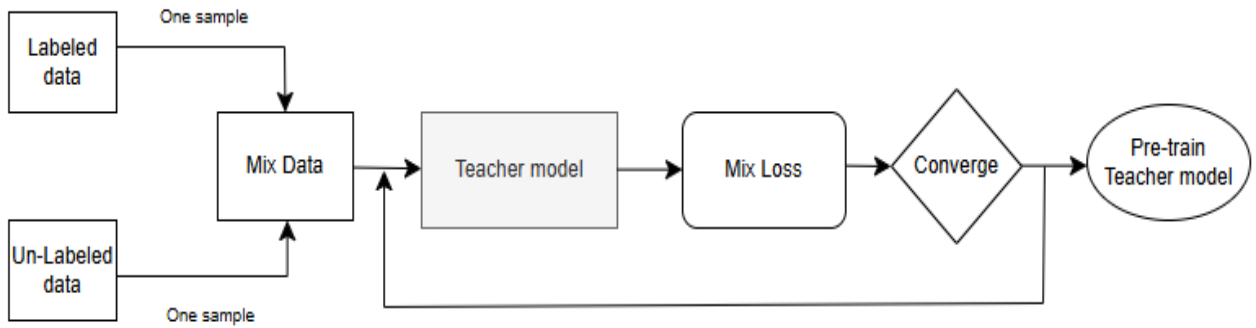 One sample
Labeled
data
Mix Data
Teacher model
Mix Loss
Converge
Pre-train
Teacher model
Un-Labeled
data
One sample